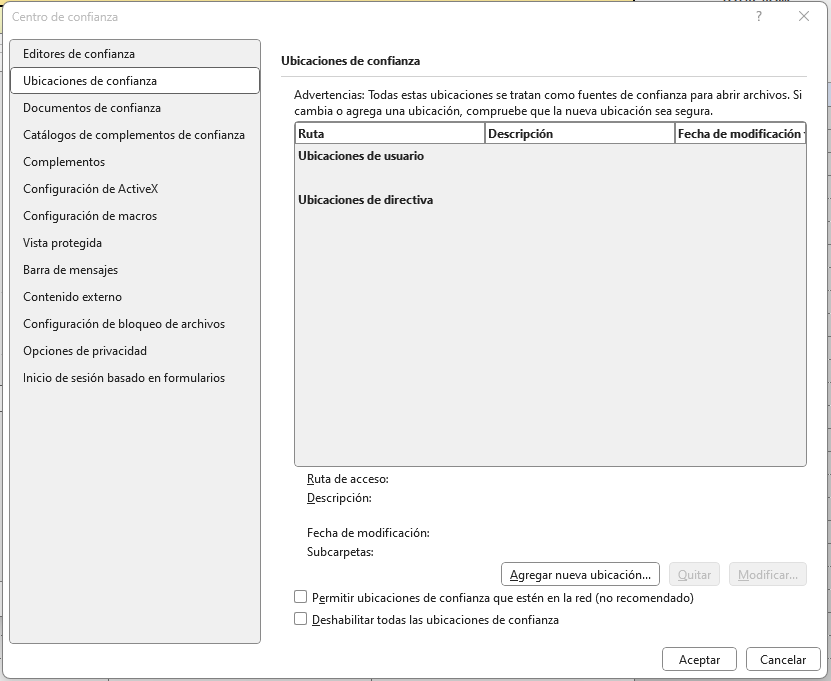 Centro de confianza
?
Editores de confianza
Ubicaciones de confianza
Documentos de confianza
Catálogos de complementos de confianza
Complementos
Configuración de ActiveX
Configuración de macros
Vista protegida
Barra de mensajes
Contenido externo
Configuración de bloqueo de archivos
Opciones de privacidad
Inicio de sesión basado en formularios
Ubicaciones de confianza
Advertencias: Todas estas ubicaciones se tratan como fuentes de confianza para abrir archivos. Si
cambia o agrega una ubicación, compruebe que la nueva ubicación sea segura.
Ruta Descripción Fecha de modificación
Ubicaciones de usuario
Ubicaciones de directiva
Ruta de acceso:
Descripción:
Fecha de modificación:
Subcarpetas:
Agregar nueva ubicación... Quitar Modificar...
Permitir ubicaciones de confianza que estén en la red (no recomendado)
Deshabilitar todas las ubicaciones de confianza
Aceptar Cancelar